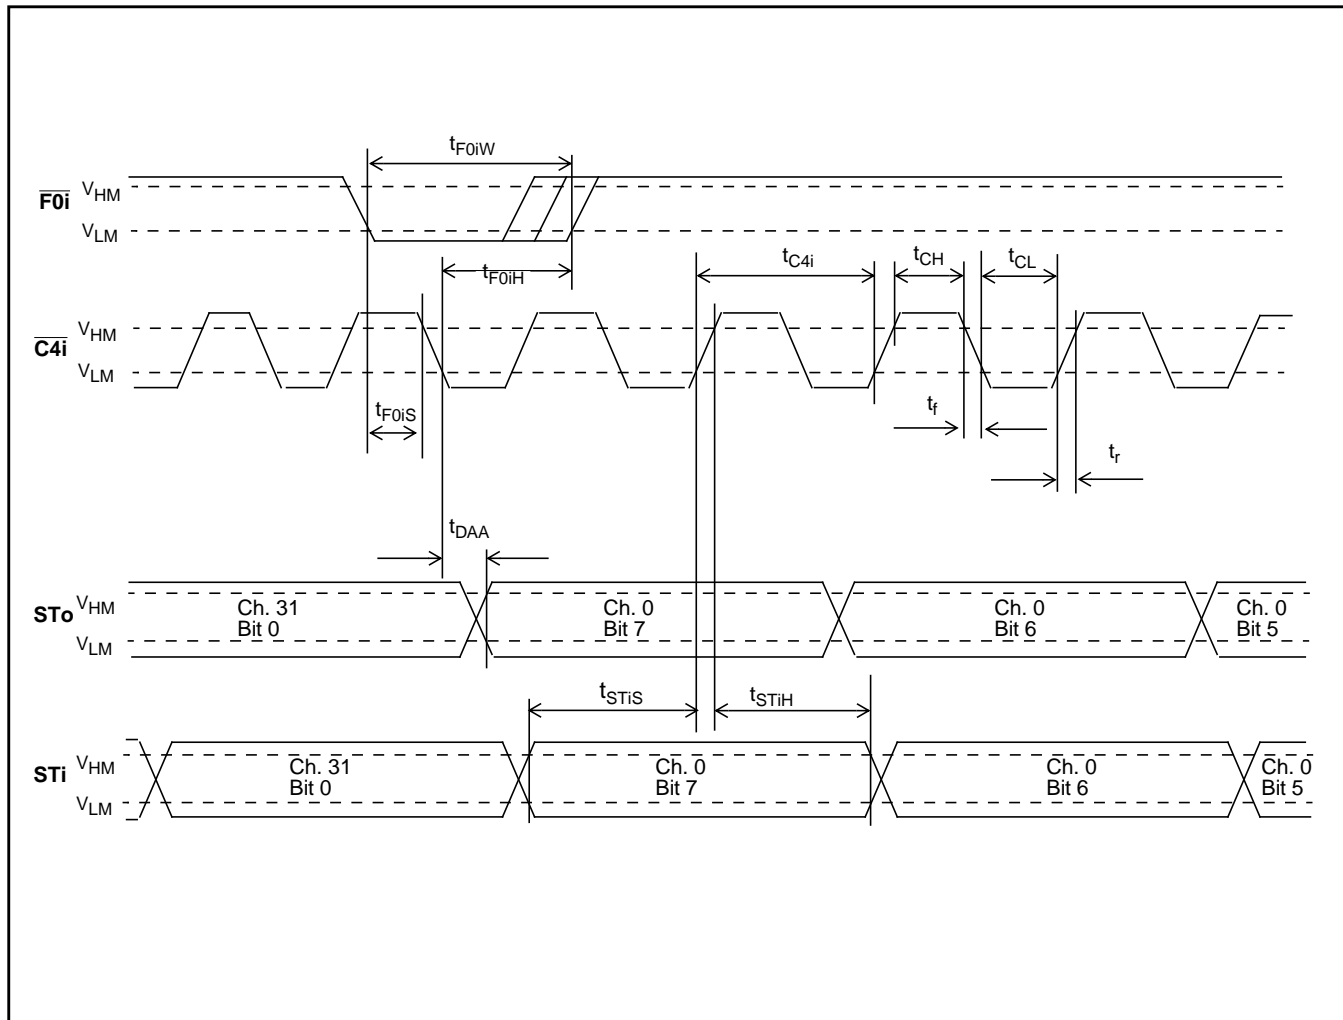 tF0iW
F0i
VHM
VLM
tF0iH
tC4i
tCH
tCL
C4i
VHM
VLM
tF0iS
tf
tr
tDAA
STo
VHM
VLM
Ch. 31
Bit 0
Ch. 0
Bit 7
Ch. 0
Bit 6
Ch. 0
Bit 5
tSTiS
tSTiH
STi
VHM
VLM
Ch. 31
Bit 0
Ch. 0
Bit 7
Ch. 0
Bit 6
Ch. 0
Bit 5